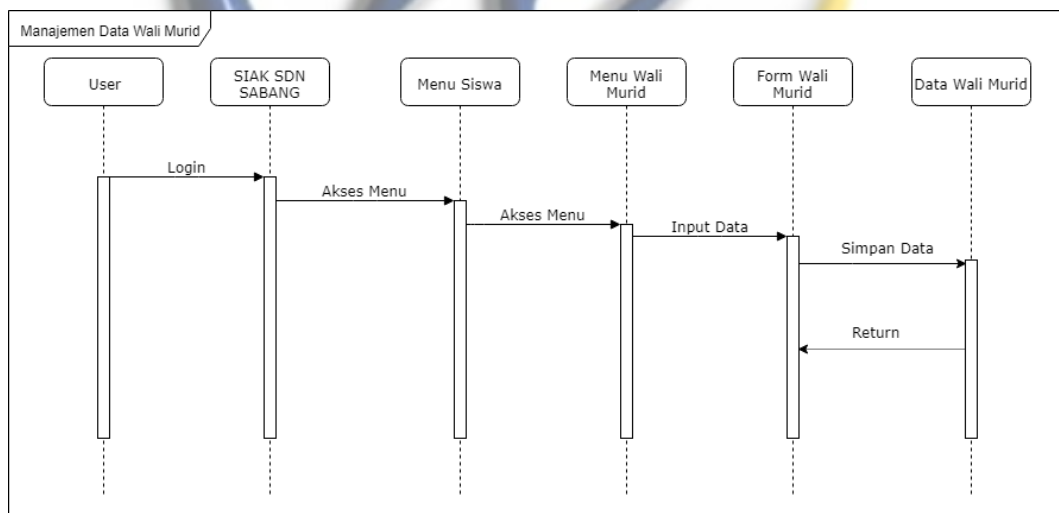 Manajemen Data Wali Murid
User
SIAK SDN
SABANG
Menu Siswa
Menu Wali
Murid
Form Wali
Murid
Data Wali Murid
Login
Akses Menu
Akses Menu
Input Data
Simpan Data
Return